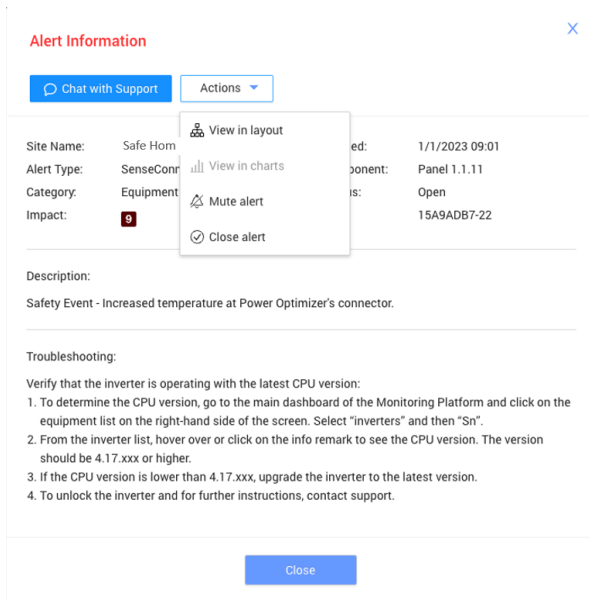 Alert Information
Chat with Support
Actions
View in layout
View in charts
Mute alert
Close alert
Site Name: Safe Hom ed: 1/1/2023 09:01
Alert Type: SenseConn ponent: Panel 1.1.11
Category: Equipment s: Open
Impact: 9 15A9ADB7-22
Description:
Safety Event - Increased temperature at Power Optimizer's connector.
Troubleshooting:
Verify that the inverter is operating with the latest CPU version:
1. To determine the CPU version, go to the main dashboard of the Monitoring Platform and click on the
equipment list on the right-hand side of the screen. Select “inverters” and then “Sn”.
2. From the inverter list, hover over or click on the info remark to see the CPU version. The version
should be 4.17.xxx or higher.
3. If the CPU version is lower than 4.17.xxx, upgrade the inverter to the latest version.
4. To unlock the inverter and for further instructions, contact support.
Close